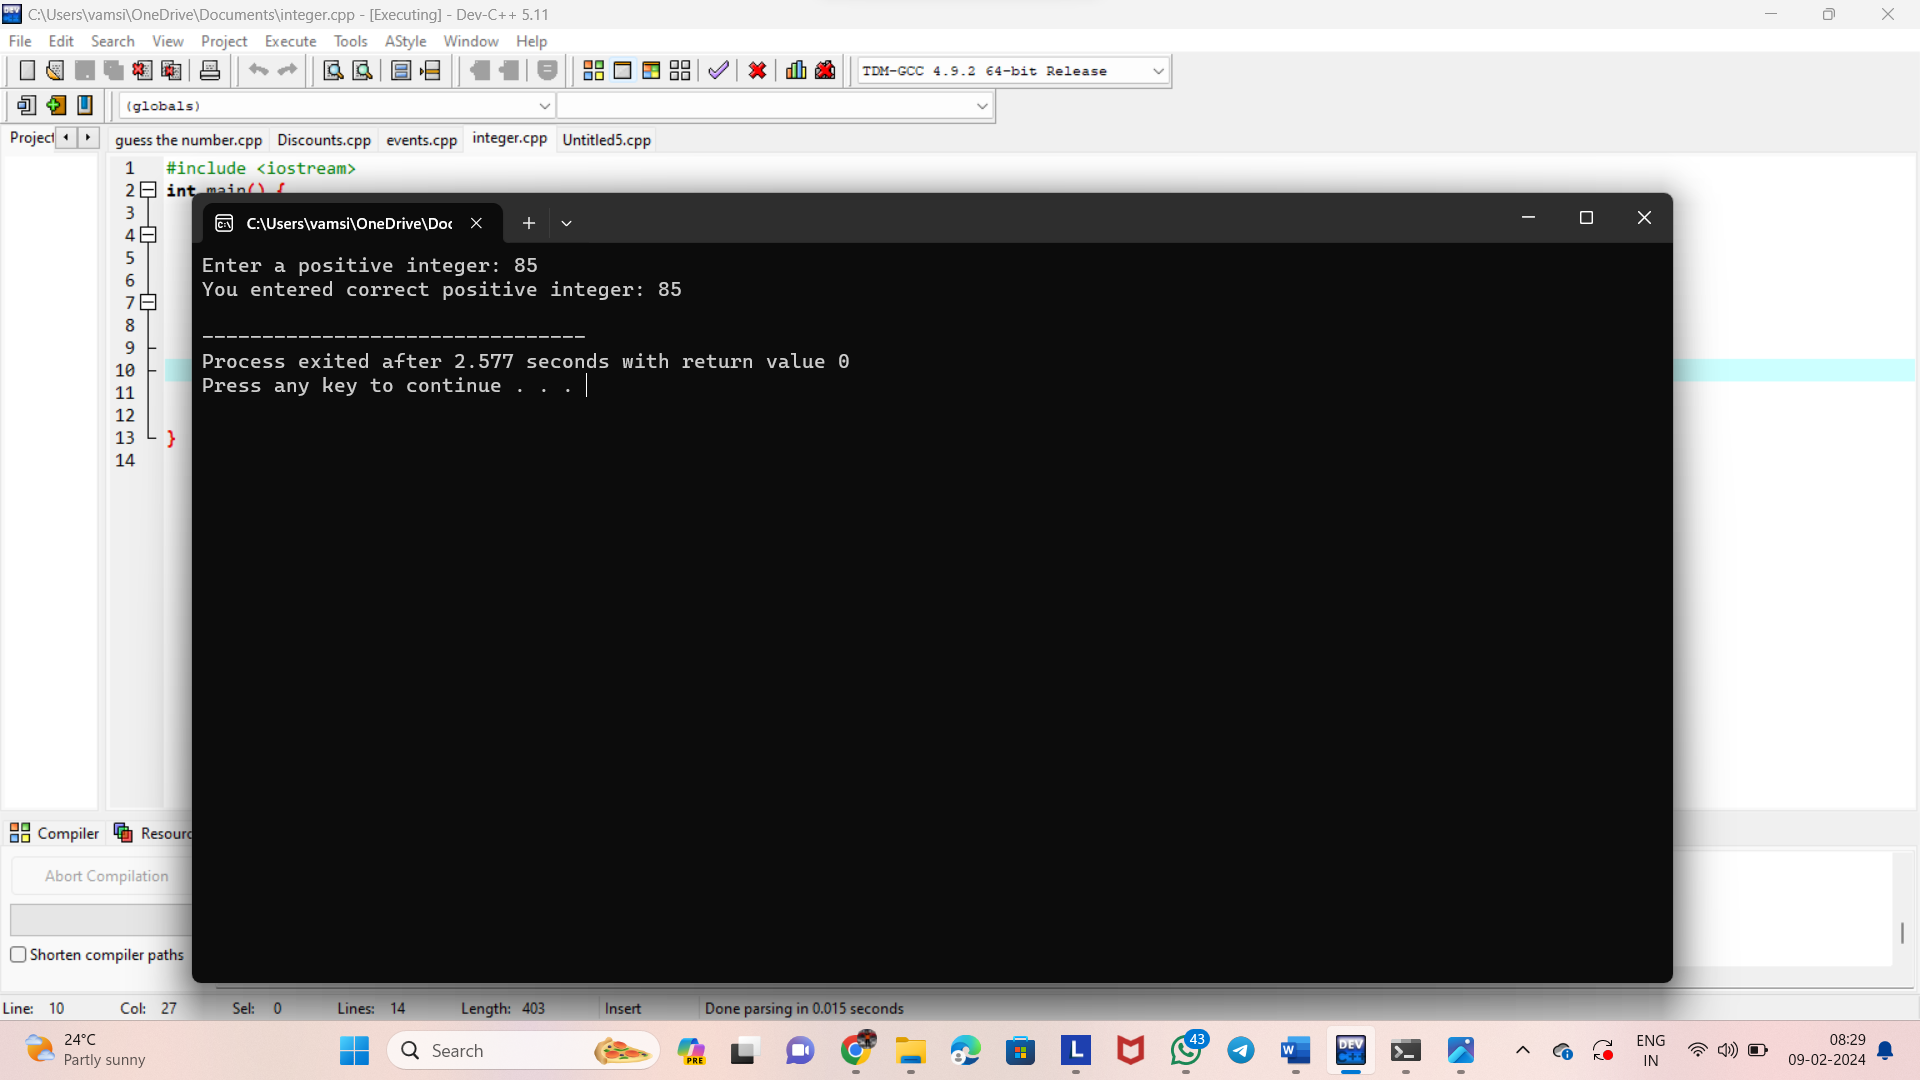 C:\Users\vamsi\OneDrive\Documents\integer.cpp - [Executing] - Dev-C++ 5.11
File Edit Search View Project Execute Tools AStyle Window Help
TDM-GCC 4.9.2 64-bit Release
(globals)
Project guess the number.cpp Discounts.cpp events.cpp integer.cpp Untitled5.cpp
1 #include <iostream>
2 int main() {
3
4
5
6
7
8
9
10
11
12
13 }
14
C:\Users\vamsi\OneDrive\Doc
Enter a positive integer: 85
You entered correct positive integer: 85
--------------------------------
Process exited after 2.577 seconds with return value 0
Press any key to continue . . .
Compiler Resourc
Abort Compilation
Shorten compiler paths
Line: 10 Col: 27 Sel: 0 Lines: 14 Length: 403 Insert Done parsing in 0.015 seconds
24°C
Partly sunny
Search
PRE
L
43
W
DEV
C++
ENG
IN
08:29
09-02-2024